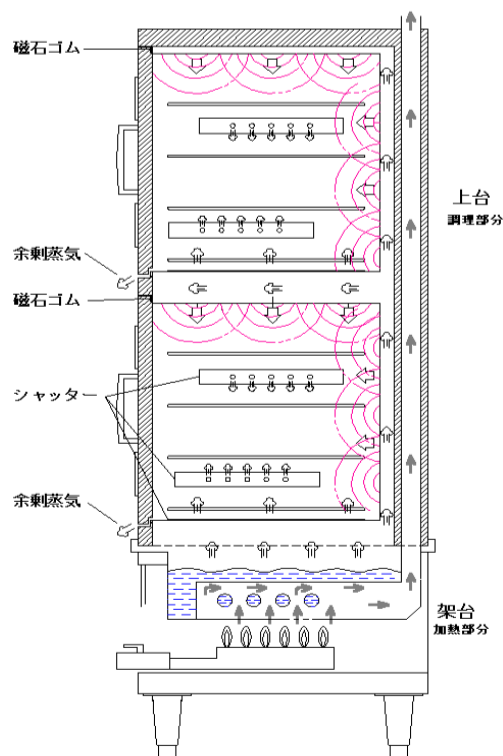 磁石ゴム
上台
調理部分
余剰蒸気
磁石ゴム
シャッター
余剰蒸気
架台
加熱部分